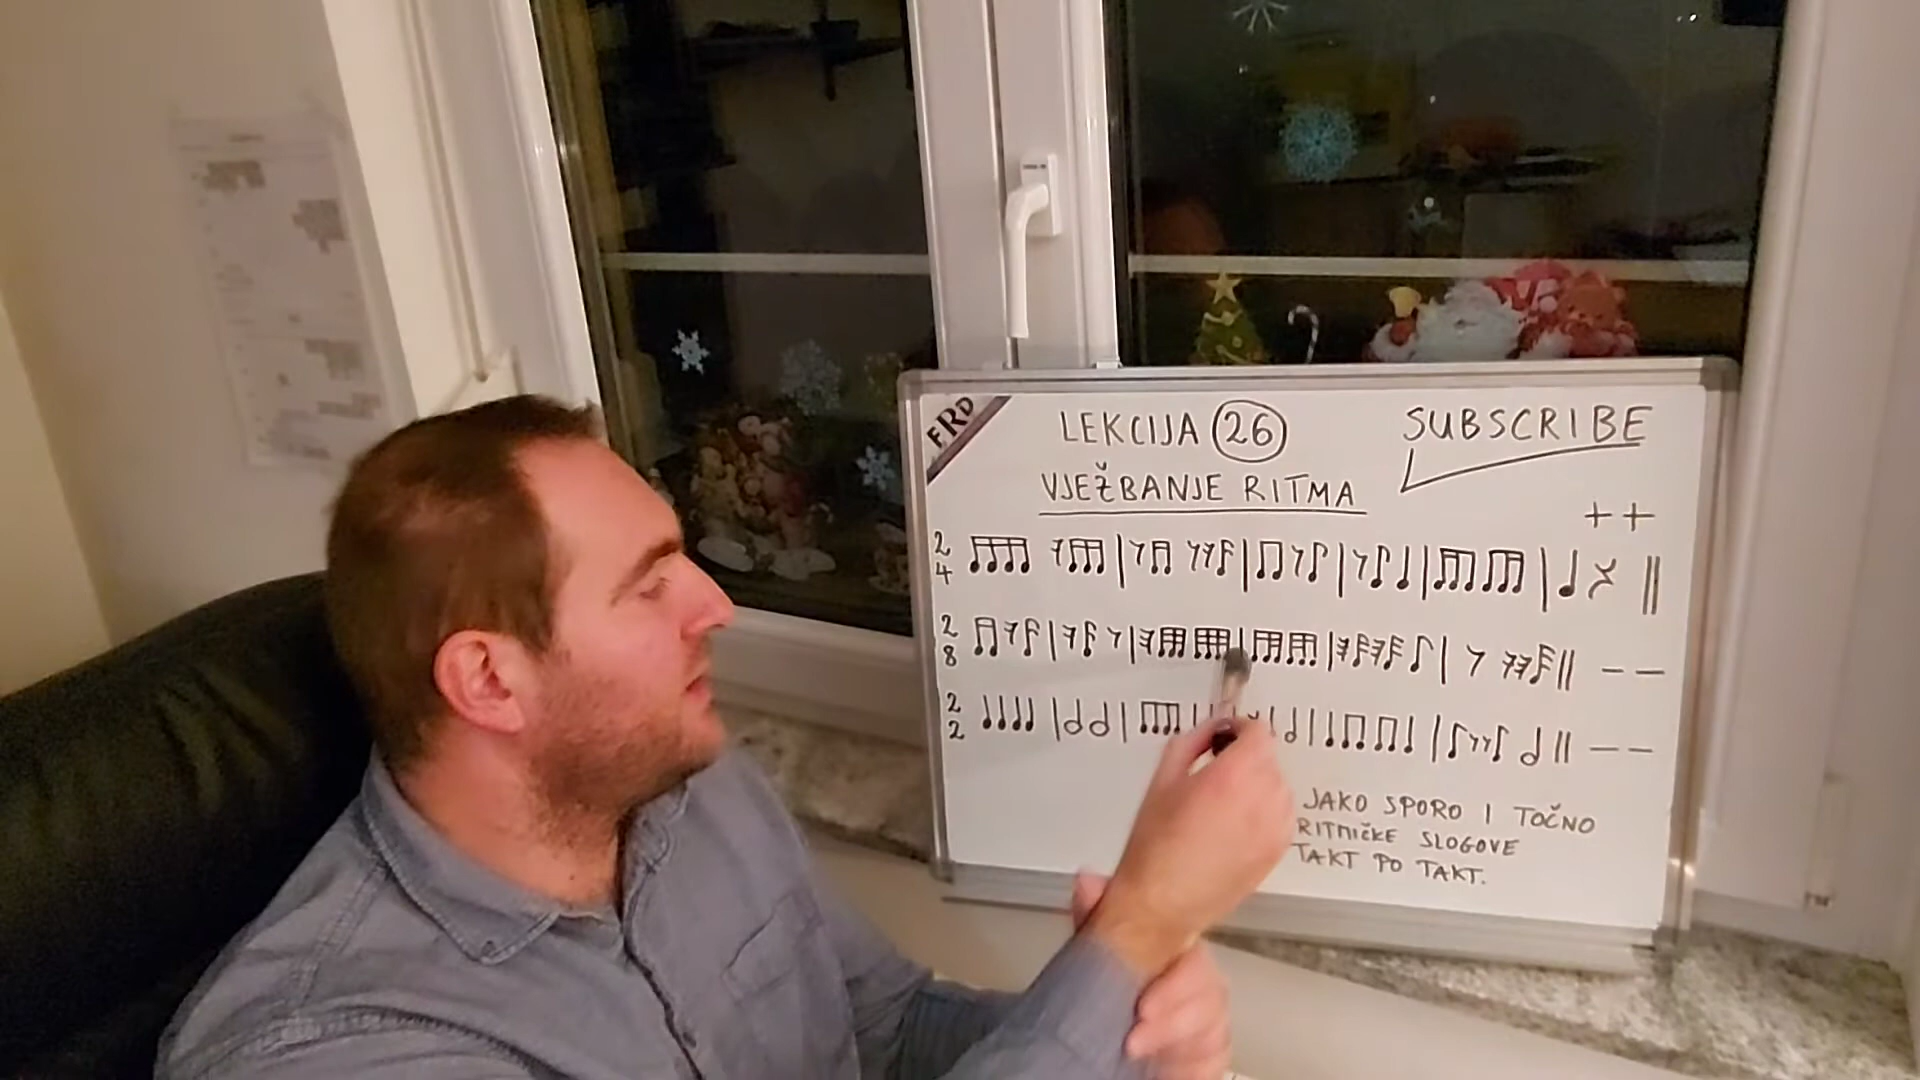 FRD
LEKCIJA 26
SUBSCRIBE
VJEŽBANJE RITMA
++
2
4
2
8
— —
2
2
— —
JAKO SPORO I TOČNO
RITMIČKE SLOGOVE
TAKT PO TAKT.